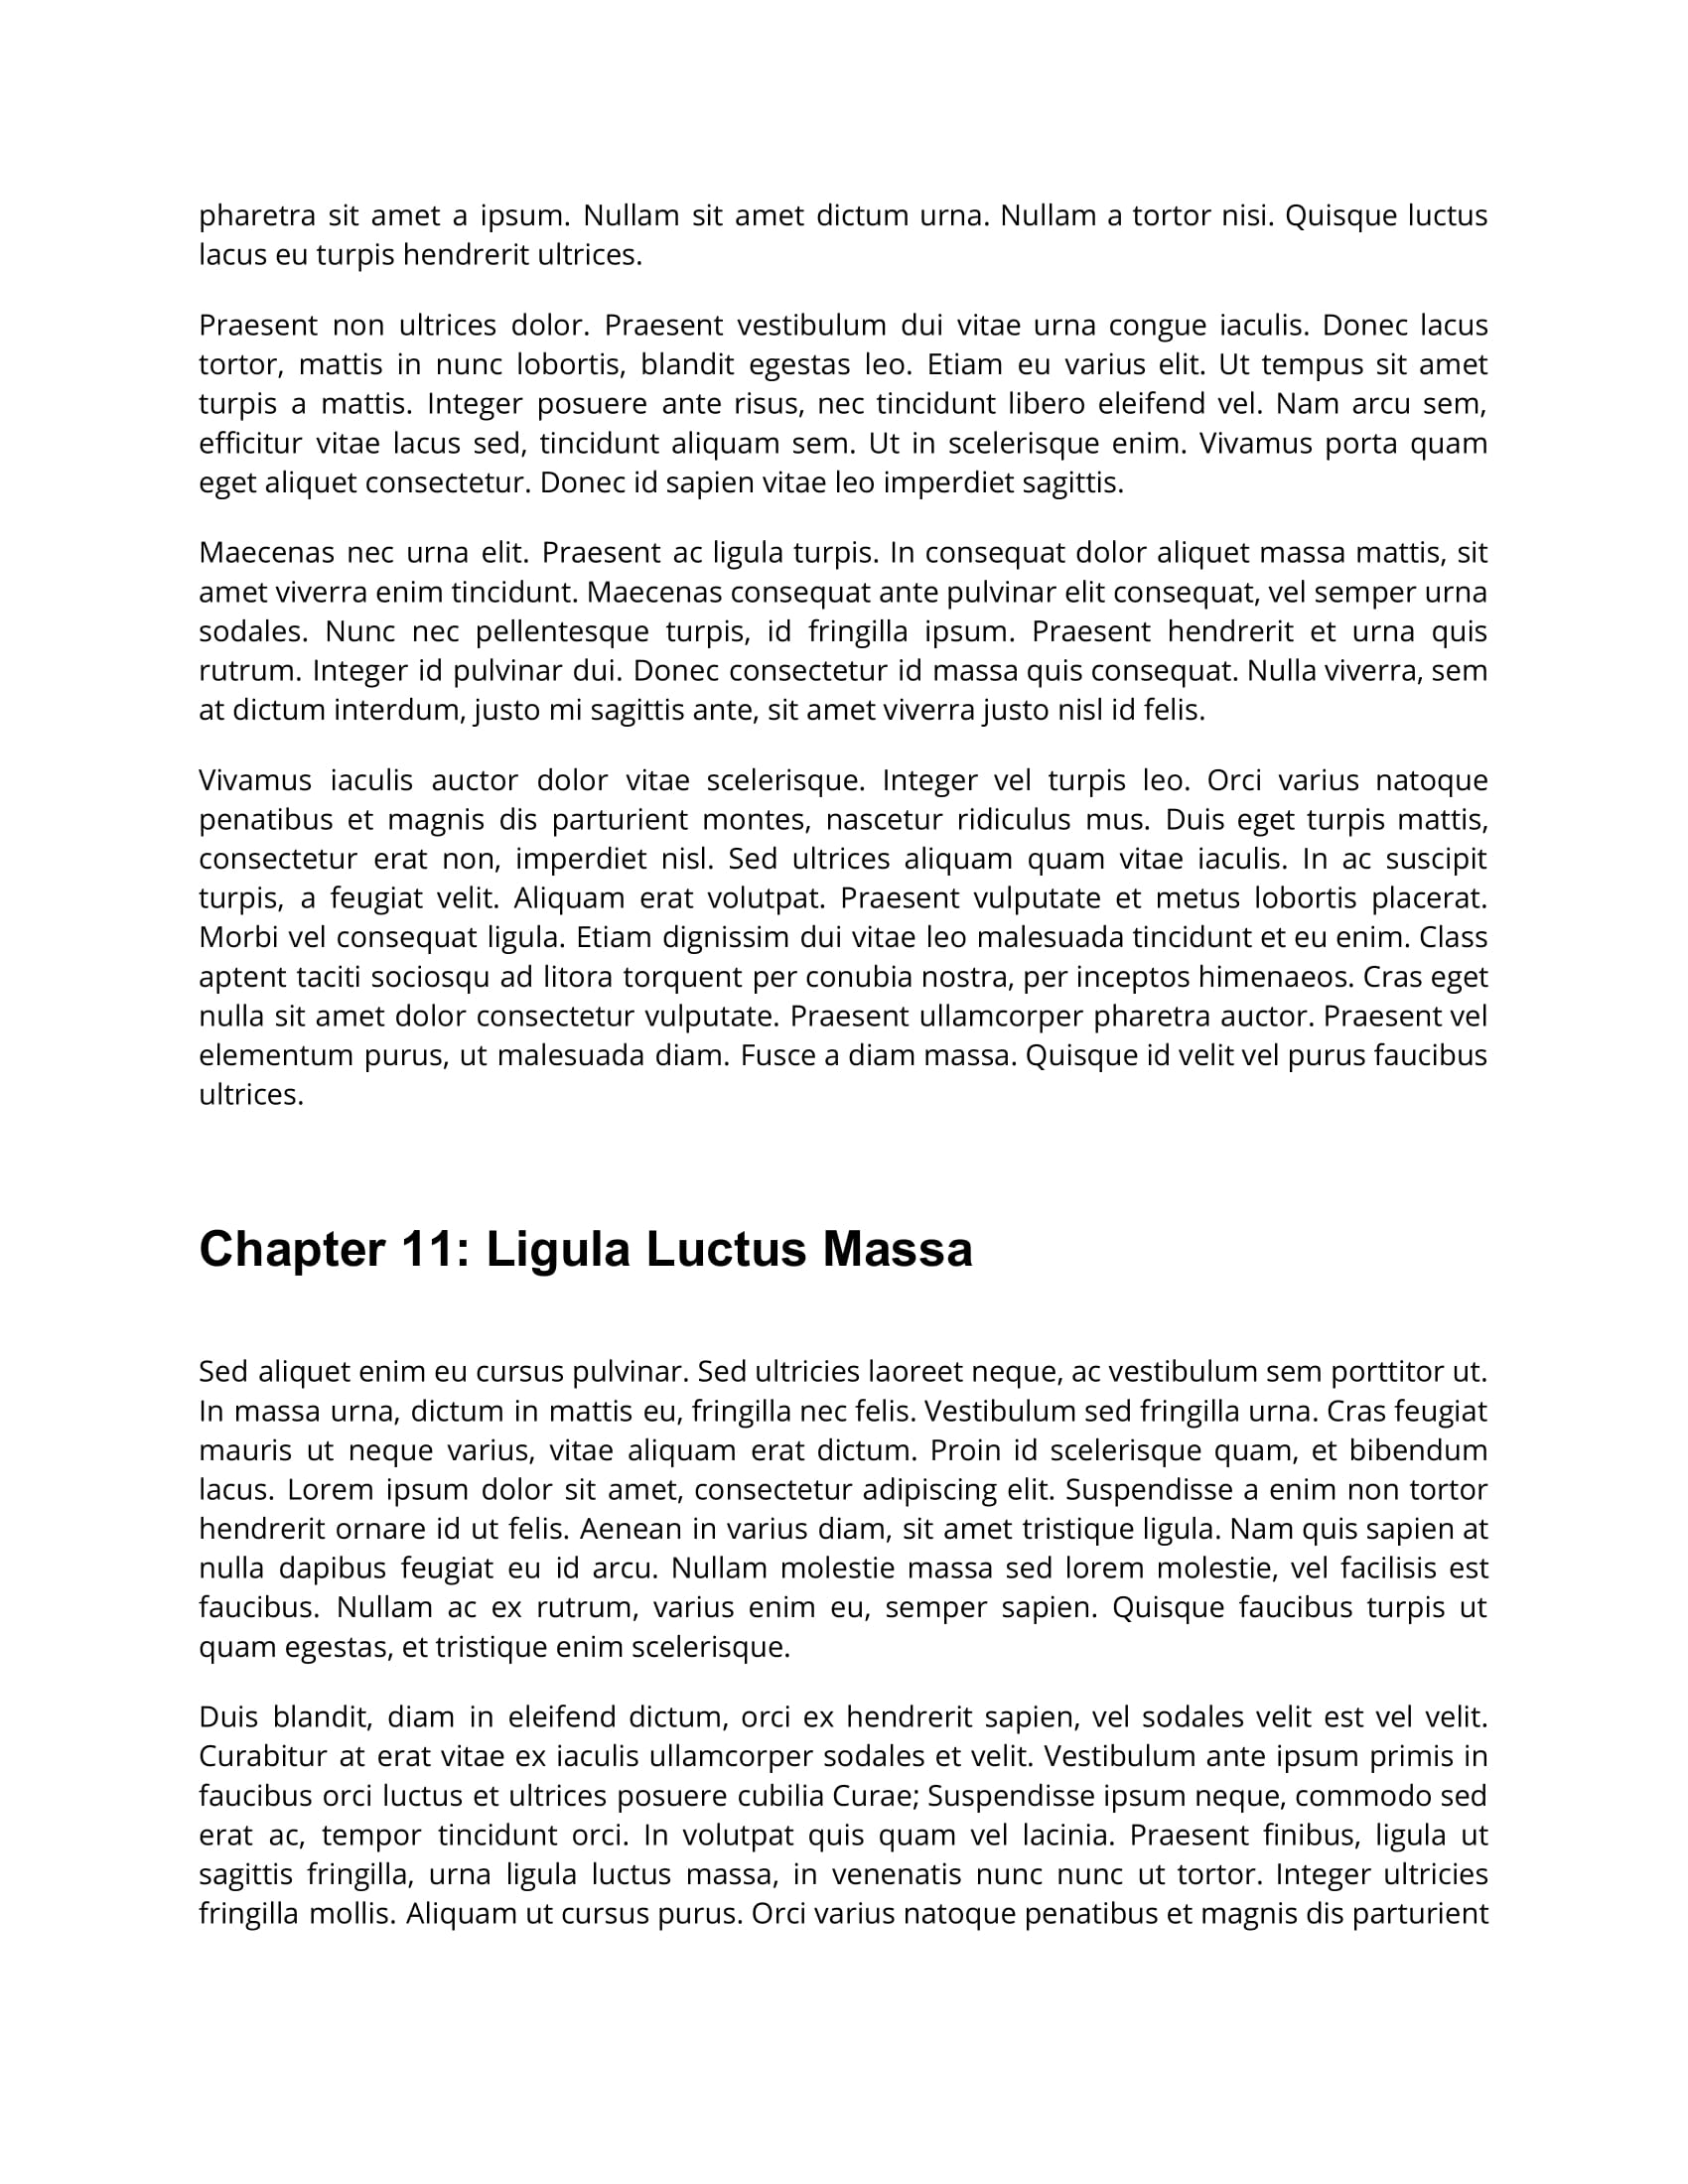 pharetra sit amet a ipsum. Nullam sit amet dictum urna. Nullam a tortor nisi. Quisque luctus
lacus eu turpis hendrerit ultrices.
Praesent non ultrices dolor. Praesent vestibulum dui vitae urna congue iaculis. Donec lacus
tortor, mattis in nunc lobortis, blandit egestas leo. Etiam eu varius elit. Ut tempus sit amet
turpis a mattis. Integer posuere ante risus, nec tincidunt libero eleifend vel. Nam arcu sem,
efficitur vitae lacus sed, tincidunt aliquam sem. Ut in scelerisque enim. Vivamus porta quam
eget aliquet consectetur. Donec id sapien vitae leo imperdiet sagittis.
Maecenas nec urna elit. Praesent ac ligula turpis. In consequat dolor aliquet massa mattis, sit
amet viverra enim tincidunt. Maecenas consequat ante pulvinar elit consequat, vel semper urna
sodales. Nunc nec pellentesque turpis, id fringilla ipsum. Praesent hendrerit et urna quis
rutrum. Integer id pulvinar dui. Donec consectetur id massa quis consequat. Nulla viverra, sem
at dictum interdum, justo mi sagittis ante, sit amet viverra justo nisl id felis.
Vivamus iaculis auctor dolor vitae scelerisque. Integer vel turpis leo. Orci varius natoque
penatibus et magnis dis parturient montes, nascetur ridiculus mus. Duis eget turpis mattis,
consectetur erat non, imperdiet nisl. Sed ultrices aliquam quam vitae iaculis. In ac suscipit
turpis, a feugiat velit. Aliquam erat volutpat. Praesent vulputate et metus lobortis placerat.
Morbi vel consequat ligula. Etiam dignissim dui vitae leo malesuada tincidunt et eu enim. Class
aptent taciti sociosqu ad litora torquent per conubia nostra, per inceptos himenaeos. Cras eget
nulla sit amet dolor consectetur vulputate. Praesent ullamcorper pharetra auctor. Praesent vel
elementum purus, ut malesuada diam. Fusce a diam massa. Quisque id velit vel purus faucibus
ultrices.
Chapter 11: Ligula Luctus Massa
Sed aliquet enim eu cursus pulvinar. Sed ultricies laoreet neque, ac vestibulum sem porttitor ut.
In massa urna, dictum in mattis eu, fringilla nec felis. Vestibulum sed fringilla urna. Cras feugiat
mauris ut neque varius, vitae aliquam erat dictum. Proin id scelerisque quam, et bibendum
lacus. Lorem ipsum dolor sit amet, consectetur adipiscing elit. Suspendisse a enim non tortor
hendrerit ornare id ut felis. Aenean in varius diam, sit amet tristique ligula. Nam quis sapien at
nulla dapibus feugiat eu id arcu. Nullam molestie massa sed lorem molestie, vel facilisis est
faucibus. Nullam ac ex rutrum, varius enim eu, semper sapien. Quisque faucibus turpis ut
quam egestas, et tristique enim scelerisque.
Duis blandit, diam in eleifend dictum, orci ex hendrerit sapien, vel sodales velit est vel velit.
Curabitur at erat vitae ex iaculis ullamcorper sodales et velit. Vestibulum ante ipsum primis in
faucibus orci luctus et ultrices posuere cubilia Curae; Suspendisse ipsum neque, commodo sed
erat ac, tempor tincidunt orci. In volutpat quis quam vel lacinia. Praesent finibus, ligula ut
sagittis fringilla, urna ligula luctus massa, in venenatis nunc nunc ut tortor. Integer ultricies
fringilla mollis. Aliquam ut cursus purus. Orci varius natoque penatibus et magnis dis parturient